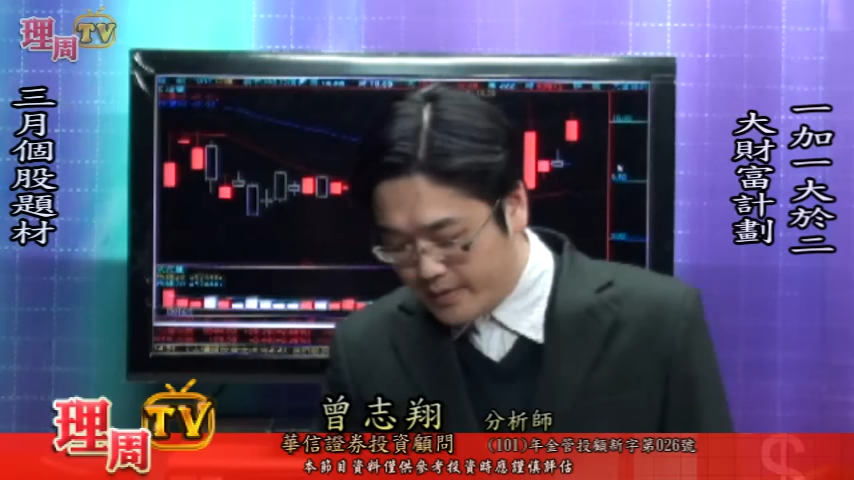 理周TV
三月個股題材
一加一大於二
大財富計劃
理周TV
曾志翔 分析師
華信證券投資顧問 (101)年金管投顧新字第026號
本節目資料僅供參考投資時應謹慎評估